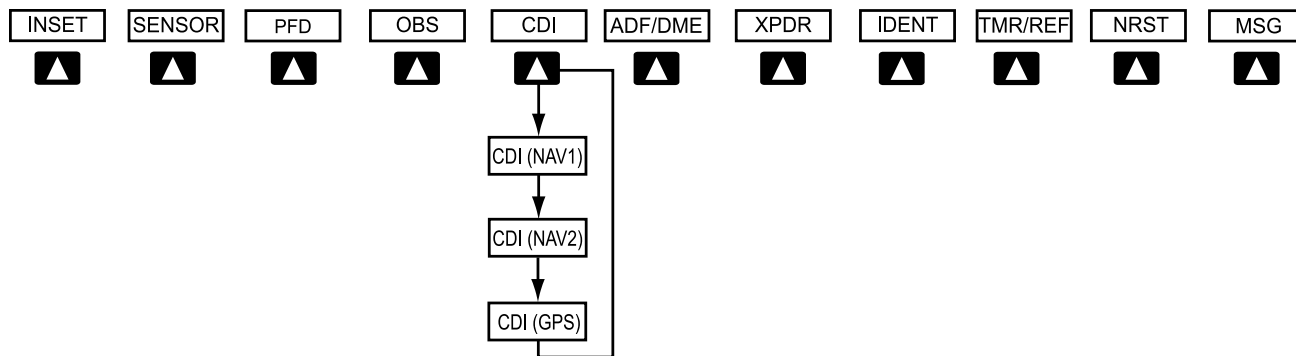 INSET SENSOR PFD OBS CDI ADF/DME XPDR IDENT TMR/REF NRST MSG
CDI (NAV1)
CDI (NAV2)
CDI (GPS)